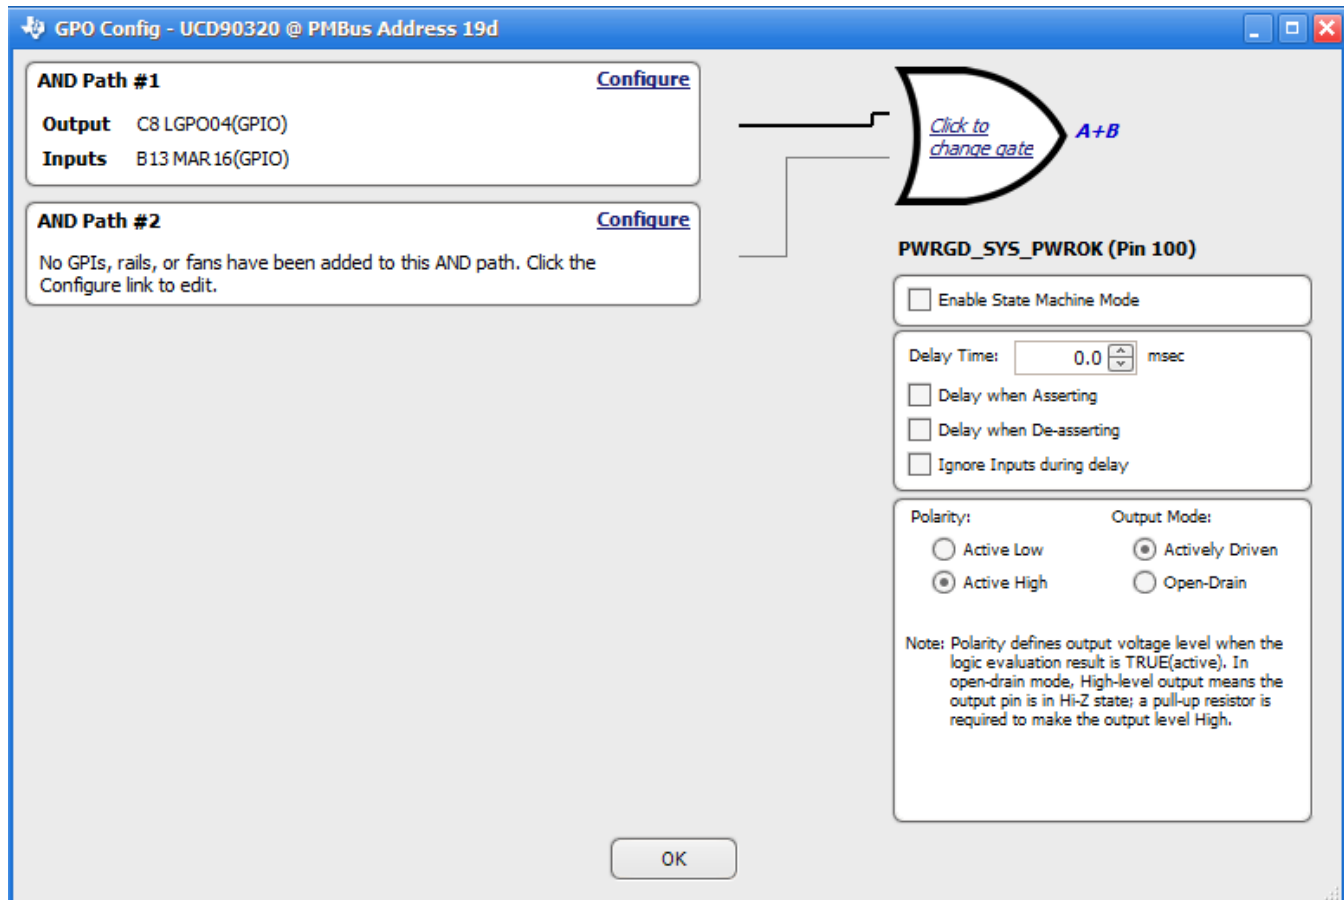 GPO Config - UCD90320 @ PMBus Address 19d
AND Path #1
Configure
Output C8 LGPO04(GPIO)
Inputs B13 MAR16(GPIO)
AND Path #2
Configure
No GPIs, rails, or fans have been added to this AND path. Click the
Configure link to edit.
Click to
change gate
A+B
PWRGD_SYS_PWROK (Pin 100)
Enable State Machine Mode
Delay Time: 0.0 msec
Delay when Asserting
Delay when De-asserting
Ignore Inputs during delay
Polarity: Output Mode:
Active Low Actively Driven
Active High Open-Drain
Note: Polarity defines output voltage level when the
logic evaluation result is TRUE(active). In
open-drain mode, High-level output means the
output pin is in Hi-Z state; a pull-up resistor is
required to make the output level High.
OK